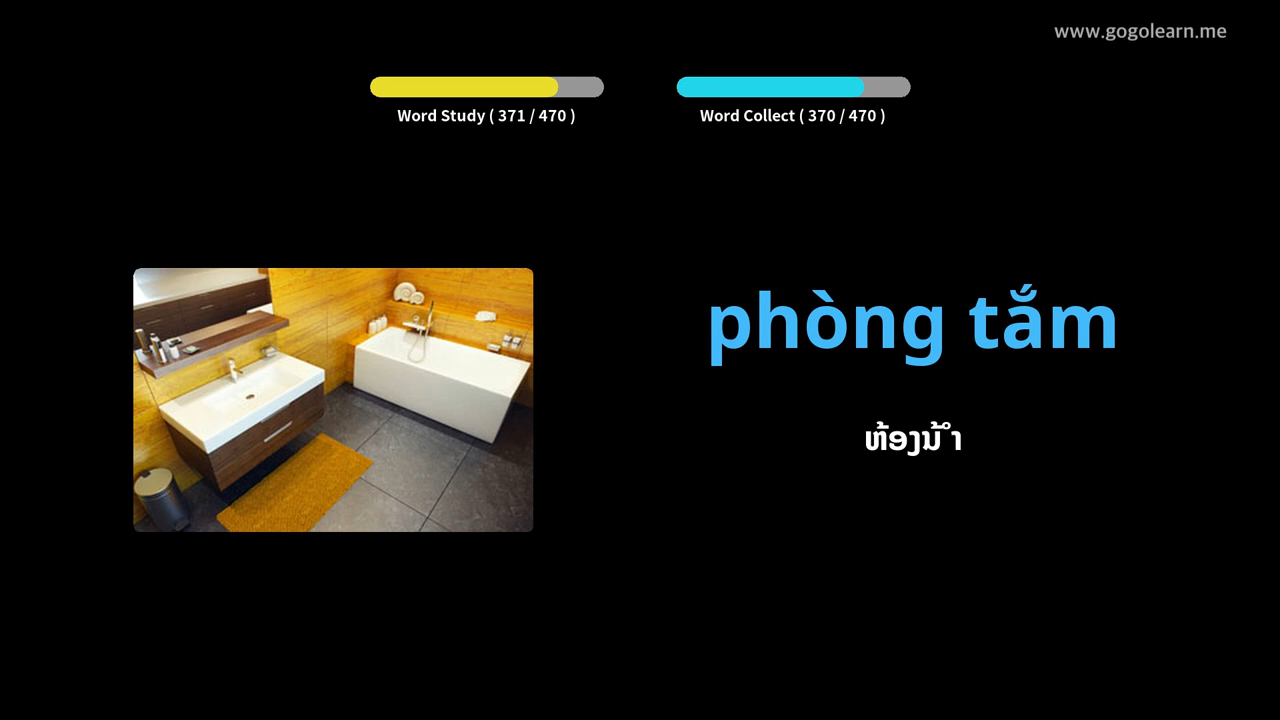 www.gogolearn.me
Word Study ( 371 / 470 )
Word Collect ( 370 / 470 )
phòng tắm
ຫ້ອງນ້ຳ